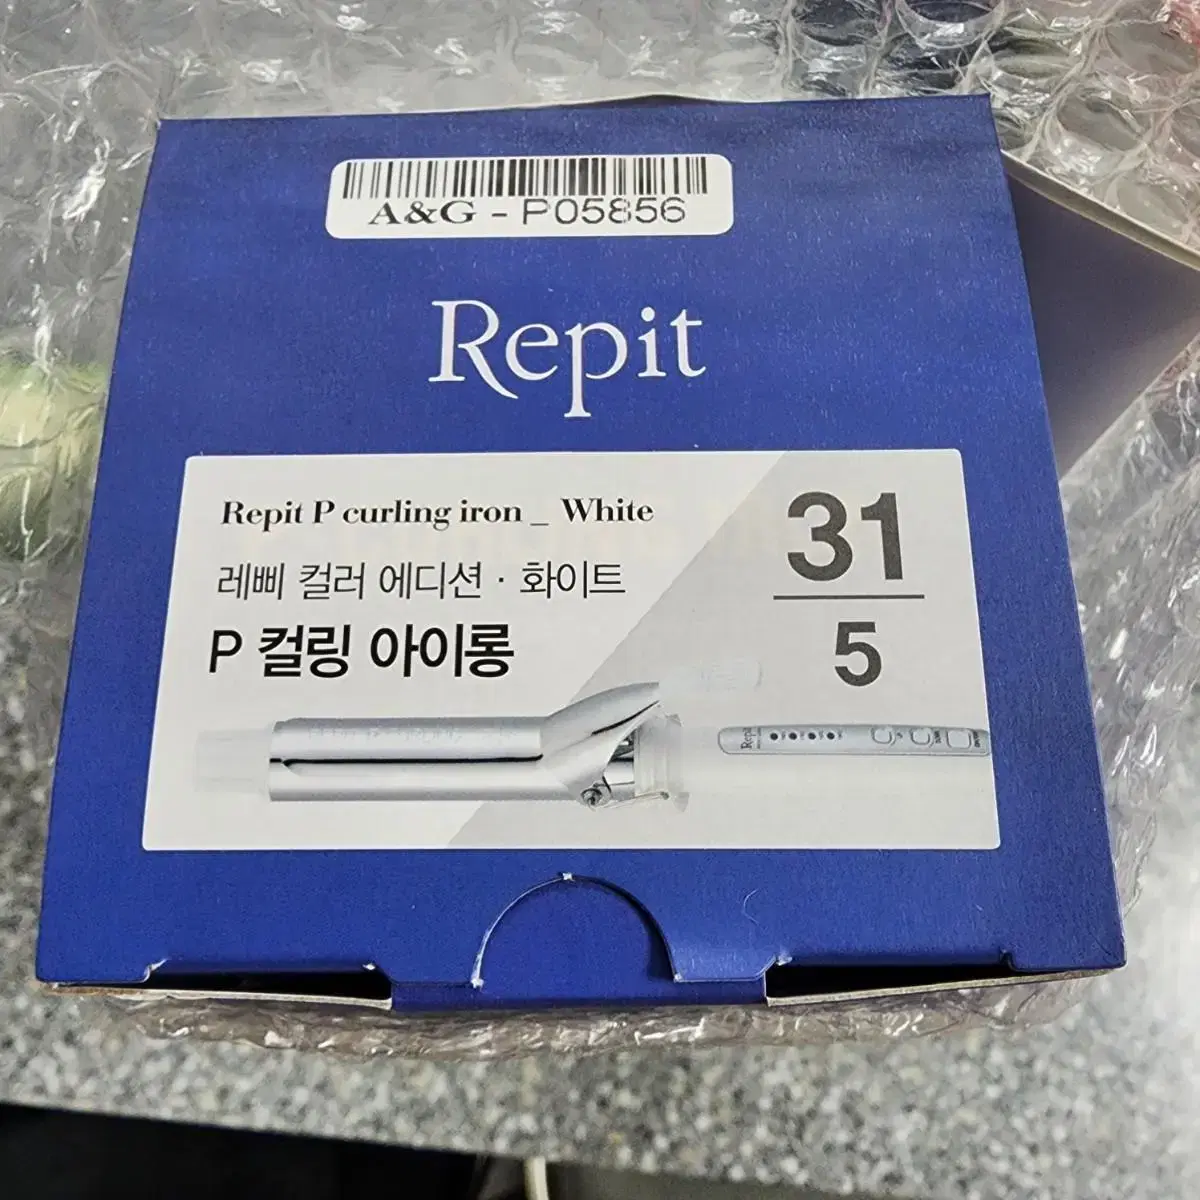 A&G - P05856
Repit
Repit P curling iron _ White
레삐 컬러 에디션 · 화이트
P 컬링 아이롱
31
5
Repit